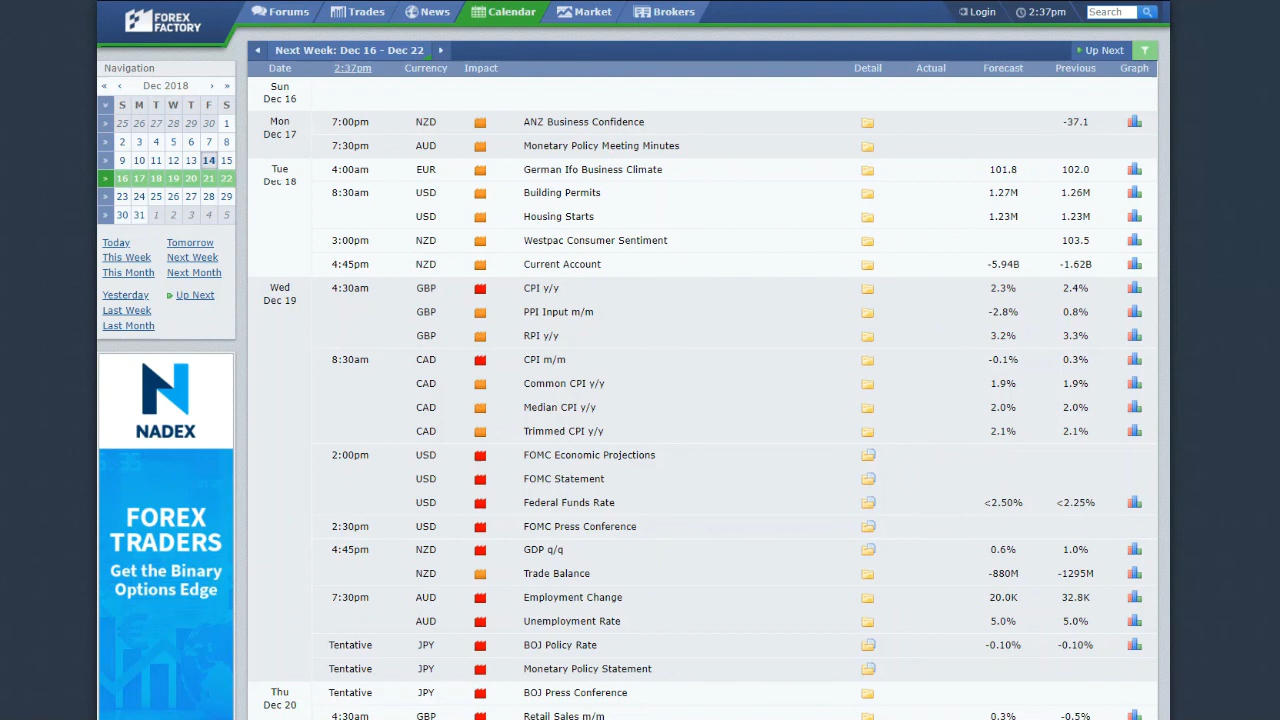 FOREX FACTORY
Forums Trades News Calendar Market Brokers Login 2:37pm Search
Navigation
« ‹ Dec 2018 › »
S M T W T F S
» 25 26 27 28 29 30 1
» 2 3 4 5 6 7 8
» 9 10 11 12 13 14 15
» 16 17 18 19 20 21 22
» 23 24 25 26 27 28 29
» 30 31 1 2 3 4 5
Today Tomorrow
This Week Next Week
This Month Next Month
Yesterday Up Next
Last Week
Last Month
NADEX
FOREX
TRADERS
Get the Binary
Options Edge
Next Week: Dec 16 - Dec 22 Up Next
Date 2:37pm Currency Impact Detail Actual Forecast Previous Graph
Sun
Dec 16
Mon
Dec 17
7:00pm NZD ANZ Business Confidence -37.1
7:30pm AUD Monetary Policy Meeting Minutes
Tue
Dec 18
4:00am EUR German Ifo Business Climate 101.8 102.0
8:30am USD Building Permits 1.27M 1.26M
USD Housing Starts 1.23M 1.23M
3:00pm NZD Westpac Consumer Sentiment 103.5
4:45pm NZD Current Account -5.94B -1.62B
Wed
Dec 19
4:30am GBP CPI y/y 2.3% 2.4%
GBP PPI Input m/m -2.8% 0.8%
GBP RPI y/y 3.2% 3.3%
8:30am CAD CPI m/m -0.1% 0.3%
CAD Common CPI y/y 1.9% 1.9%
CAD Median CPI y/y 2.0% 2.0%
CAD Trimmed CPI y/y 2.1% 2.1%
2:00pm USD FOMC Economic Projections
USD FOMC Statement
USD Federal Funds Rate <2.50% <2.25%
2:30pm USD FOMC Press Conference
4:45pm NZD GDP q/q 0.6% 1.0%
NZD Trade Balance -880M -1295M
7:30pm AUD Employment Change 20.0K 32.8K
AUD Unemployment Rate 5.0% 5.0%
Tentative JPY BOJ Policy Rate -0.10% -0.10%
Tentative JPY Monetary Policy Statement
Thu
Dec 20
Tentative JPY BOJ Press Conference
4:30am GBP Retail Sales m/m 0.3% -0.5%